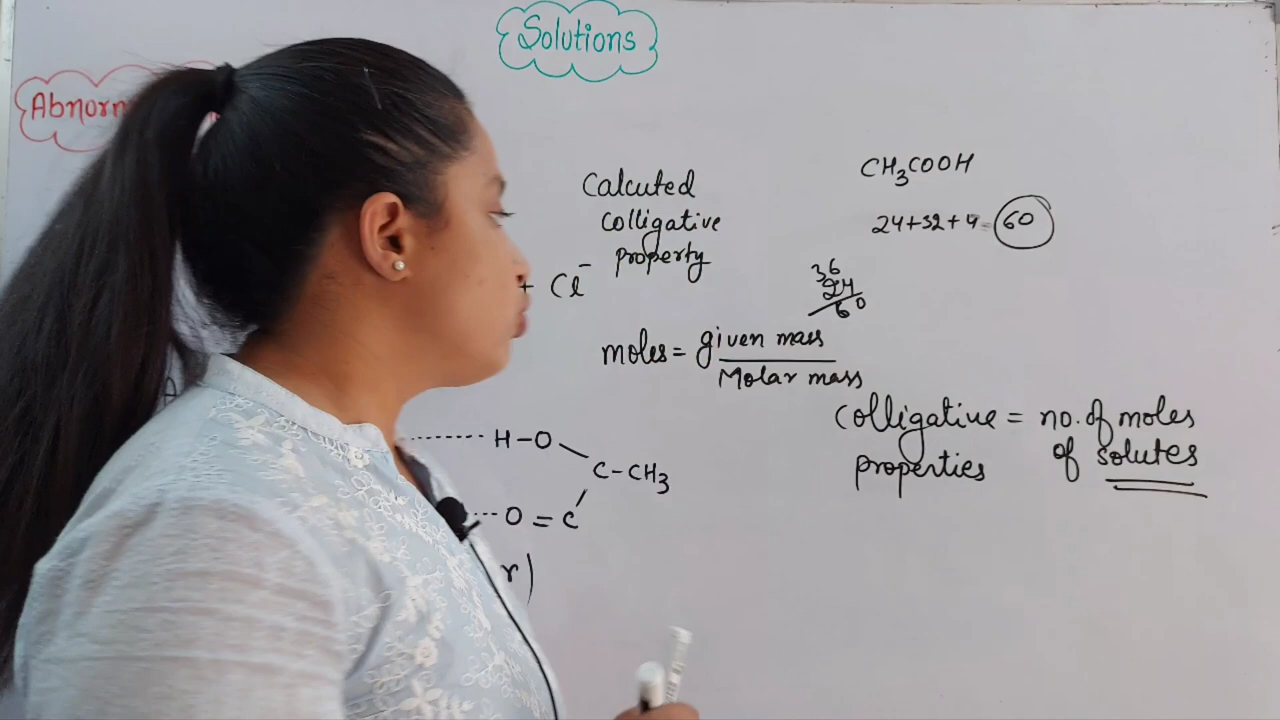 Solutions
Abnorm
Calcuted
colligative
property
+ Cl⁻
CH₃COOH
24+32+4=60
36
24
60
moles = given mass
Molar mass
Colligative = no. of moles
properties of solutes
H-O
C-CH₃
O=C
r)